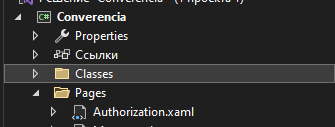 Converencia
Properties
Ссылки
Classes
Pages
Authorization.xaml